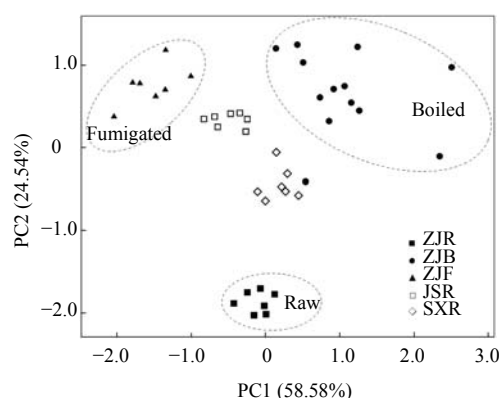 1.0
0
−1.0
−2.0
PC2 (24.54%)
Fumigated
Boiled
Raw
ZJR
ZJB
ZJF
JSR
SXR
−2.0 −1.0 0 1.0 2.0 3.0
PC1 (58.58%)